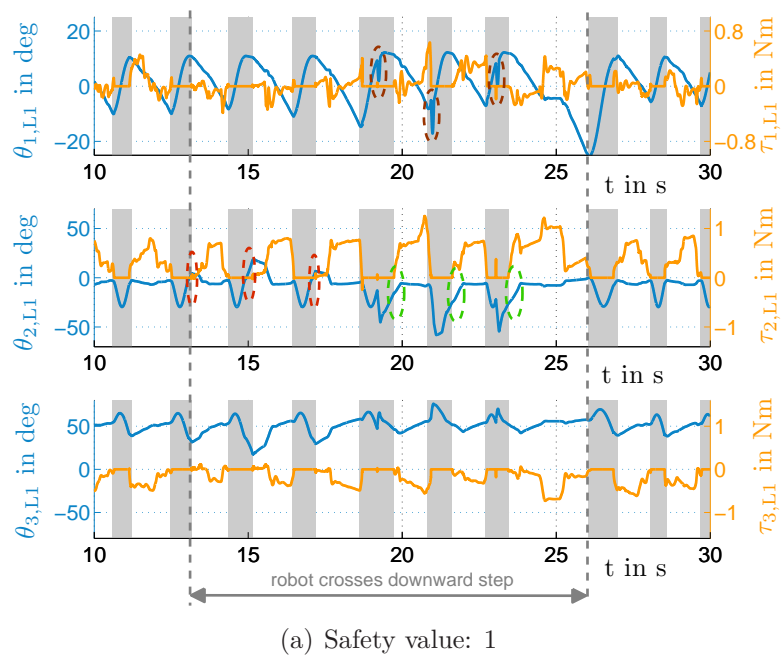 θ1,L1 in deg
20
0
−20
0.8
0
−0.8
τ1,L1 in Nm
10 15 20 25 30
t in s
θ2,L1 in deg
50
0
−50
1
0
−1
τ2,L1 in Nm
10 15 20 25 30
t in s
θ3,L1 in deg
50
0
−50
1
0
−1
τ3,L1 in Nm
10 15 20 25 30
t in s
robot crosses downward step
(a) Safety value: 1